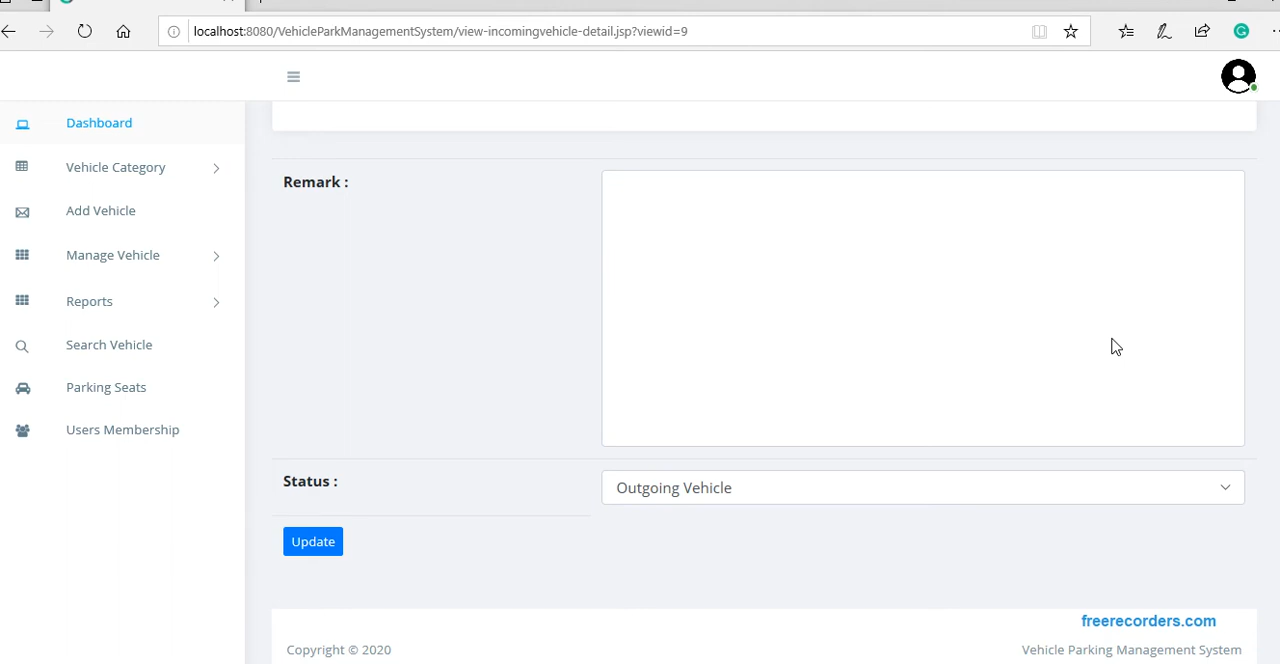 localhost:8080/VehicleParkManagementSystem/view-incomingvehicle-detail.jsp?viewid=9
Dashboard
Vehicle Category
Add Vehicle
Manage Vehicle
Reports
Search Vehicle
Parking Seats
Users Membership
Remark :
Status :
Outgoing Vehicle
Update
freerecorders.com
Copyright © 2020
Vehicle Parking Management System